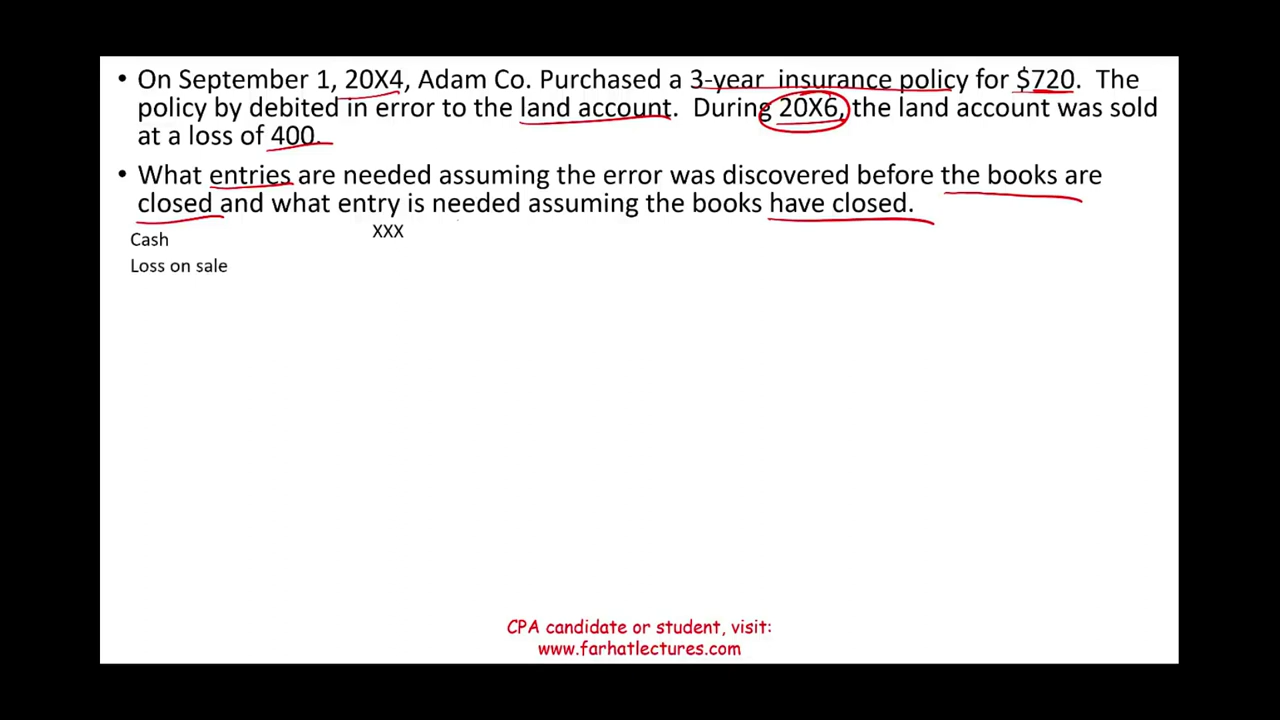 • On September 1, 20X4, Adam Co. Purchased a 3-year insurance policy for $720. The
policy by debited in error to the land account. During 20X6, the land account was sold
at a loss of 400.
• What entries are needed assuming the error was discovered before the books are
closed and what entry is needed assuming the books have closed.
XXX
Cash
Loss on sale
CPA candidate or student, visit:
www.farhatlectures.com